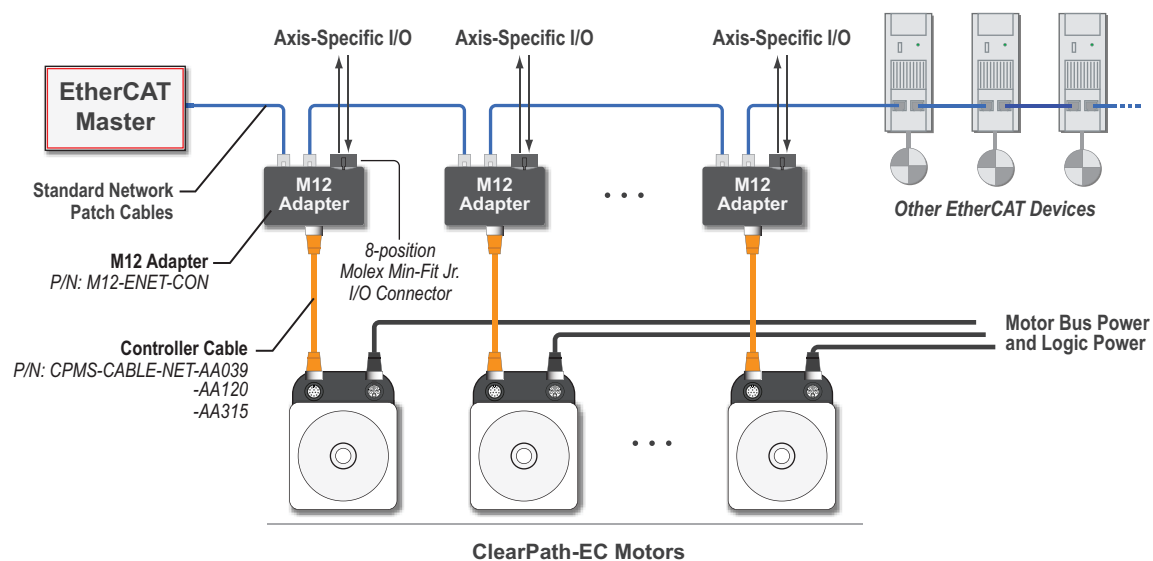 Axis-Specific I/O
Axis-Specific I/O
Axis-Specific I/O
EtherCAT
Master
Standard Network
Patch Cables
M12
Adapter
M12
Adapter
M12
Adapter
Other EtherCAT Devices
M12 Adapter
P/N: M12-ENET-CON
8-position
Molex Min-Fit Jr.
I/O Connector
Controller Cable
P/N: CPMS-CABLE-NET-AA039
-AA120
-AA315
Motor Bus Power
and Logic Power
ClearPath-EC Motors